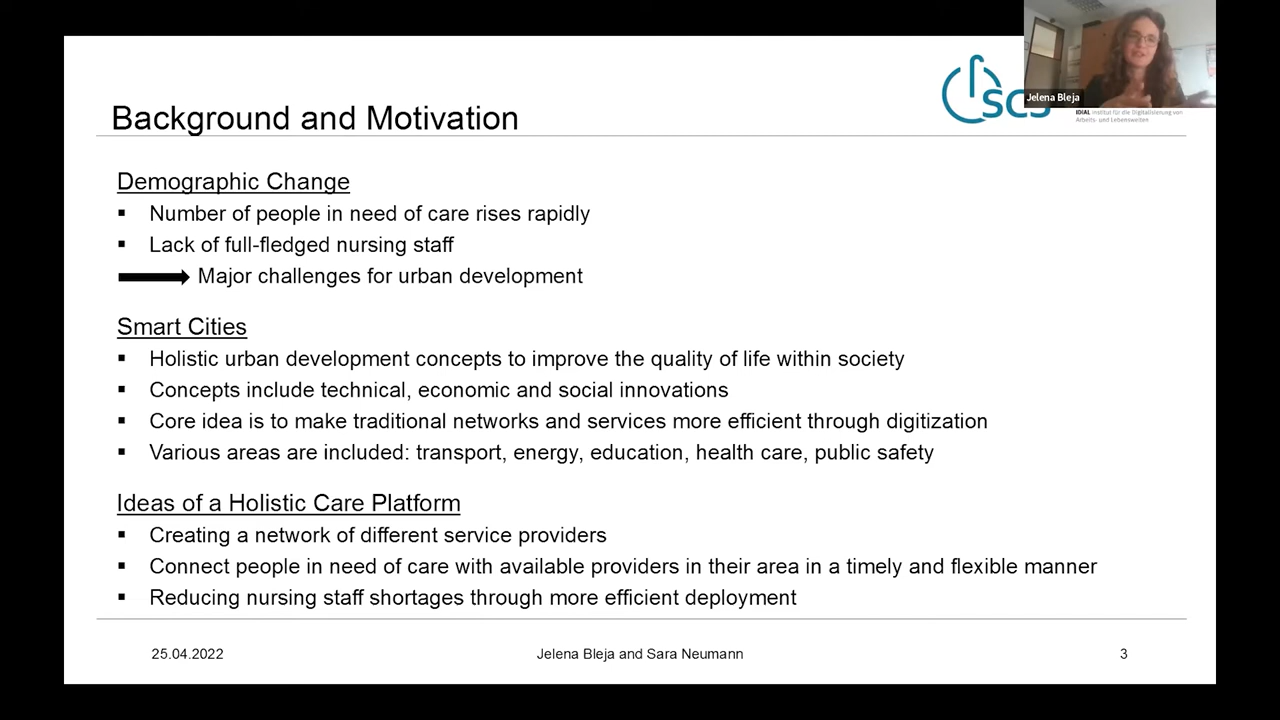 Jelena Bleja
SCS
IDiAL Institut für die Digitalisierung von
Arbeits- und Lebenswelten
Background and Motivation
Demographic Change
▪ Number of people in need of care rises rapidly
▪ Lack of full-fledged nursing staff
Major challenges for urban development
Smart Cities
▪ Holistic urban development concepts to improve the quality of life within society
▪ Concepts include technical, economic and social innovations
▪ Core idea is to make traditional networks and services more efficient through digitization
▪ Various areas are included: transport, energy, education, health care, public safety
Ideas of a Holistic Care Platform
▪ Creating a network of different service providers
▪ Connect people in need of care with available providers in their area in a timely and flexible manner
▪ Reducing nursing staff shortages through more efficient deployment
25.04.2022
Jelena Bleja and Sara Neumann
3